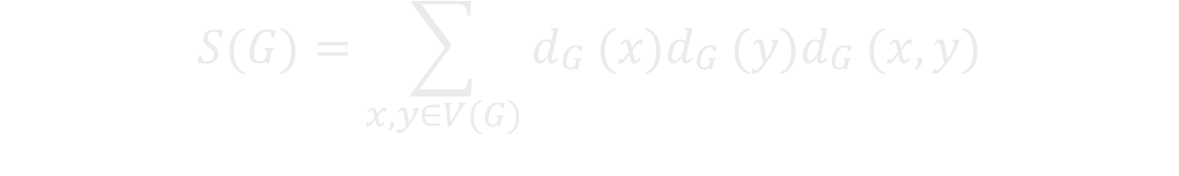 S(G) = ∑ d_G (x)d_G (y)d_G (x,y)
x,y∈V(G)